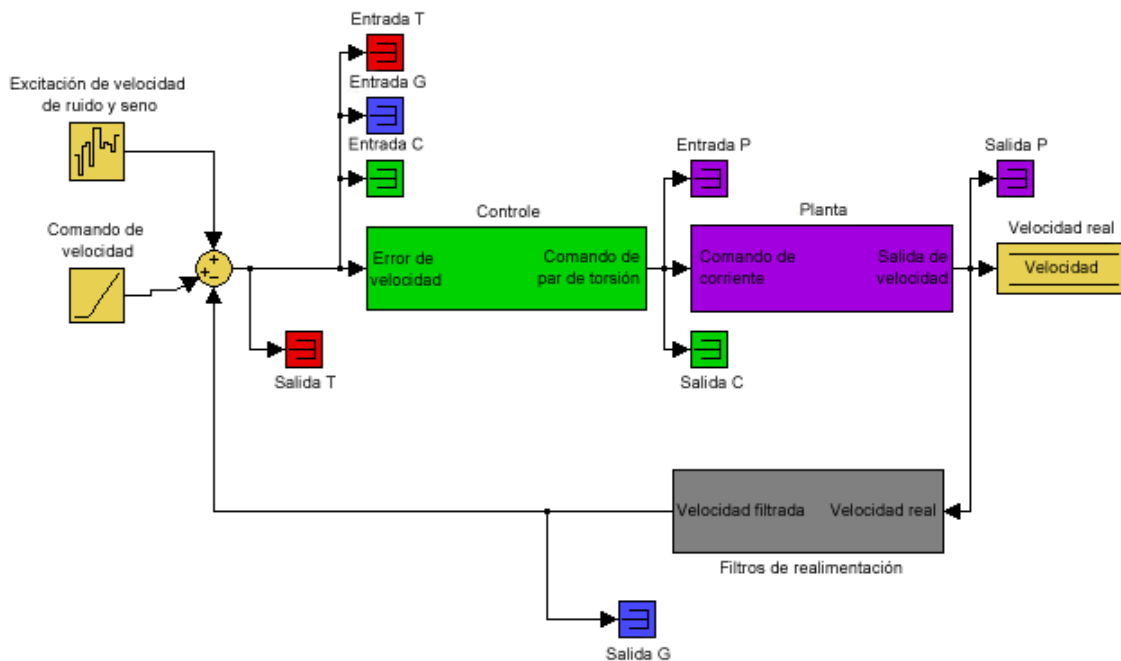 Entrada T
Excitación de velocidad
de ruido y seno
Entrada G
Entrada C
Entrada P
Salida P
Comando de
velocidad
Controle
Planta
Velocidad real
+
+
−
Error de
velocidad
Comando de
par de torsión
Comando de
corriente
Salida de
velocidad
Velocidad
Salida T
Salida C
Velocidad filtrada
Velocidad real
Filtros de realimentación
Salida G